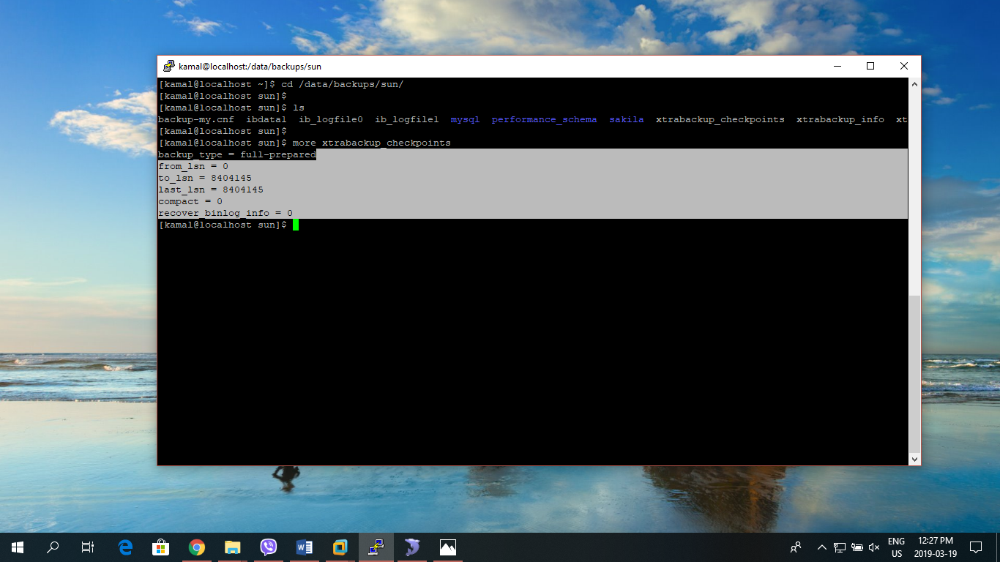 kamal@localhost:/data/backups/sun
[kamal@localhost ~]$ cd /data/backups/sun/
[kamal@localhost sun]$
[kamal@localhost sun]$ ls
backup-my.cnf ibdata1 ib_logfile0 ib_logfile1 mysql performance_schema sakila xtrabackup_checkpoints xtrabackup_info xt
[kamal@localhost sun]$
[kamal@localhost sun]$ more xtrabackup_checkpoints
backup_type = full-prepared
from_lsn = 0
to_lsn = 8404145
last_lsn = 8404145
compact = 0
recover_binlog_info = 0
[kamal@localhost sun]$
ENG
US
12:27 PM
2019-03-19